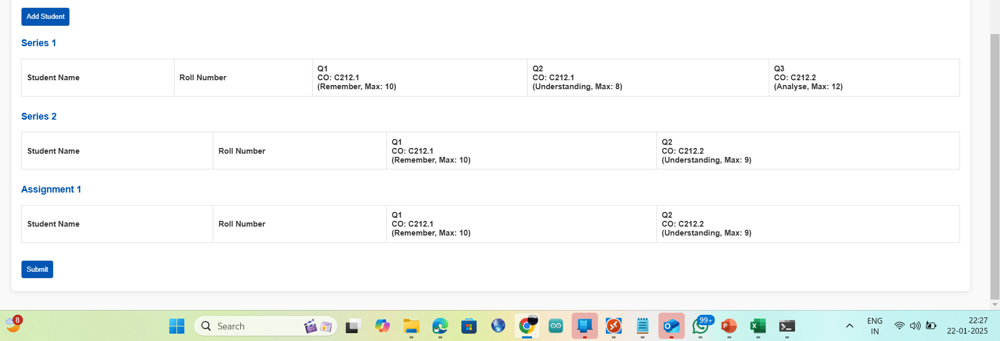 Add Student
Series 1
Student Name
Roll Number
Q1
CO: C212.1
(Remember, Max: 10)
Q2
CO: C212.1
(Understanding, Max: 8)
Q3
CO: C212.2
(Analyse, Max: 12)
Series 2
Student Name
Roll Number
Q1
CO: C212.1
(Remember, Max: 10)
Q2
CO: C212.2
(Understanding, Max: 9)
Assignment 1
Student Name
Roll Number
Q1
CO: C212.1
(Remember, Max: 10)
Q2
CO: C212.2
(Understanding, Max: 9)
Submit
8
Search
99+
ENG
IN
22:27
22-01-2025